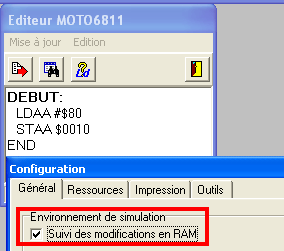 Editeur MOTO6811
Mise à jour Edition
DEBUT:
LDAA #$80
STAA $0010
END
Configuration
Général Ressources Impression Outils
Environnement de simulation
Suivi des modifications en RAM